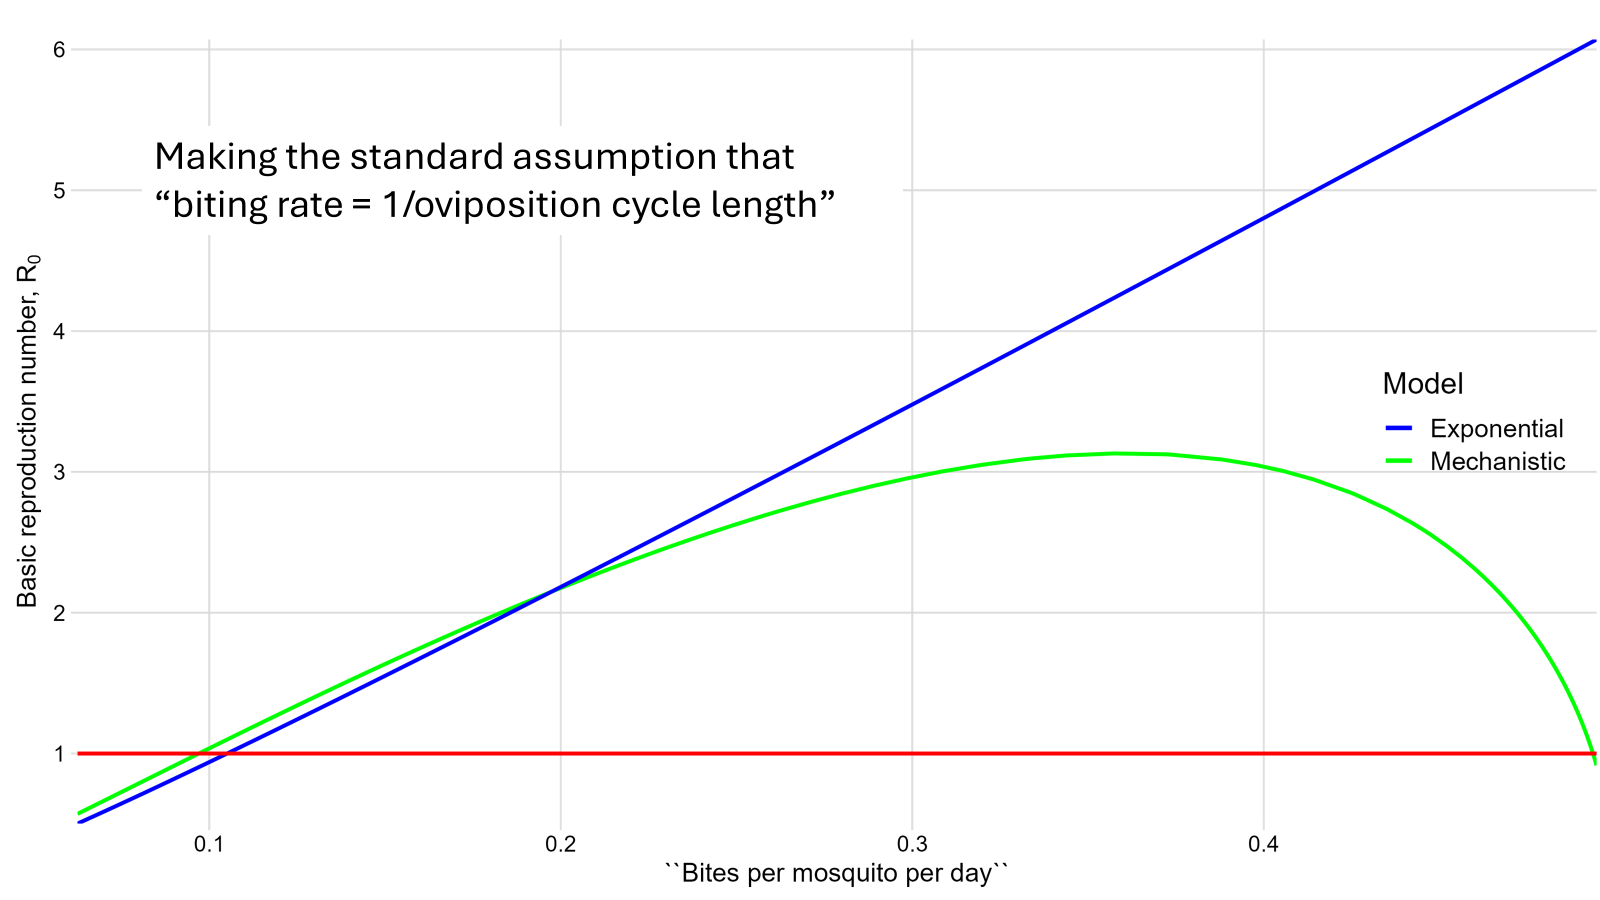 6
Making the standard assumption that
“biting rate = 1/oviposition cycle length”
5
4
3
2
1
Basic reproduction number, R₀
Model
Exponential
Mechanistic
0.1 0.2 0.3 0.4
``Bites per mosquito per day``